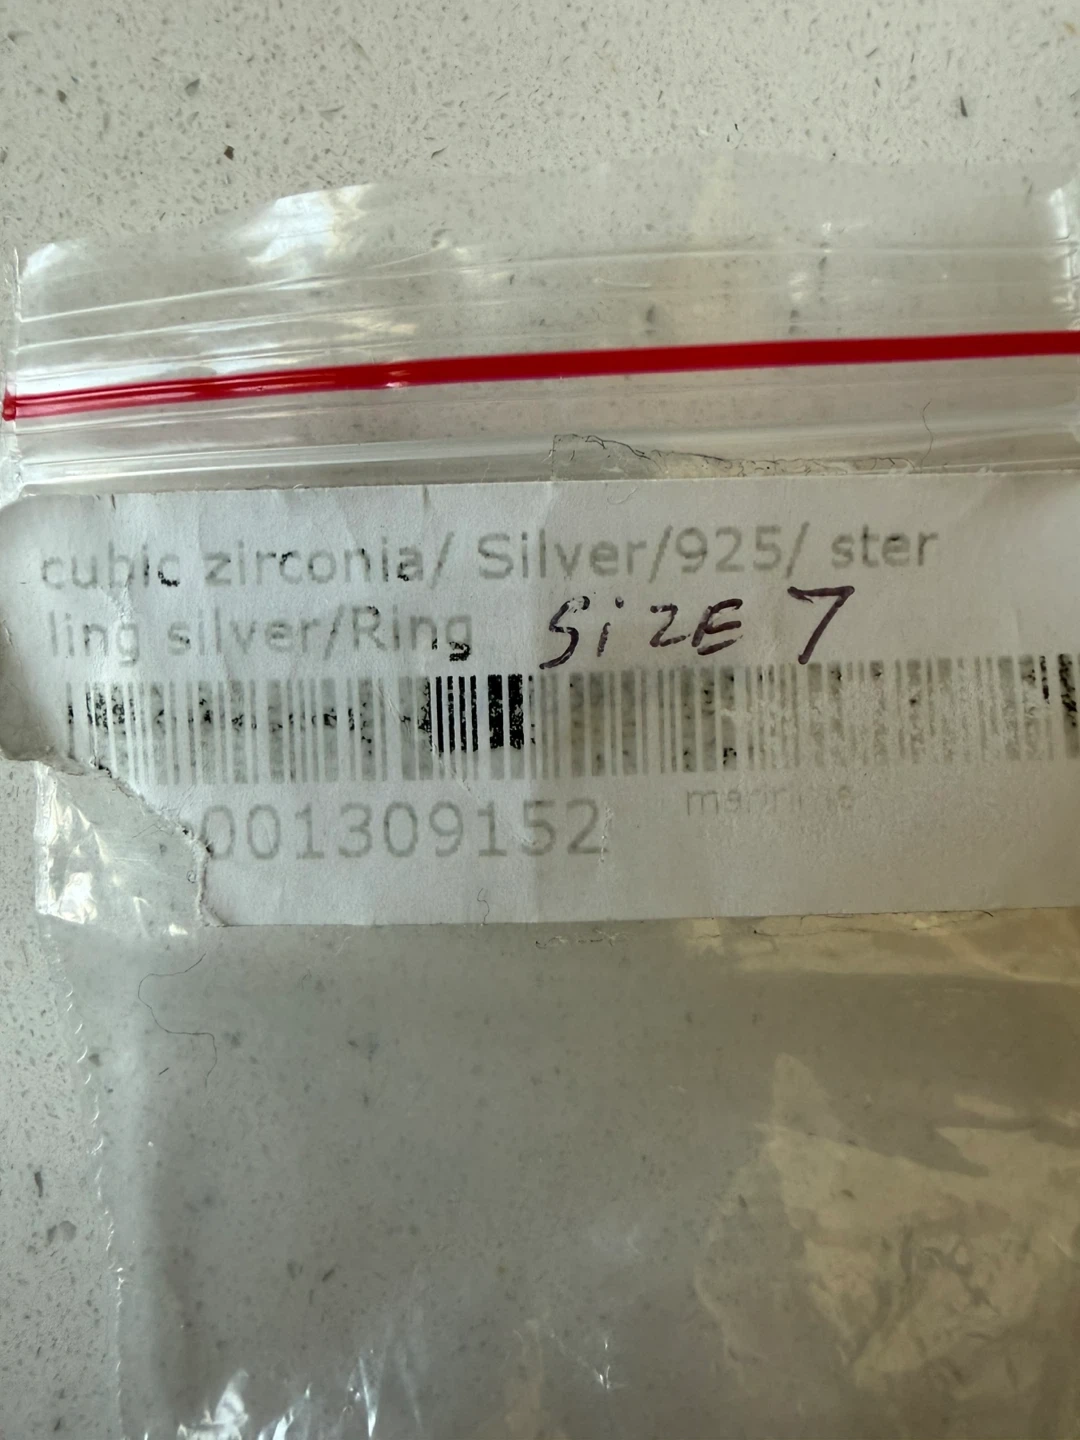 cubic zirconia/ Silver/925/ ster
ling silver/Ring SiZE 7
001309152